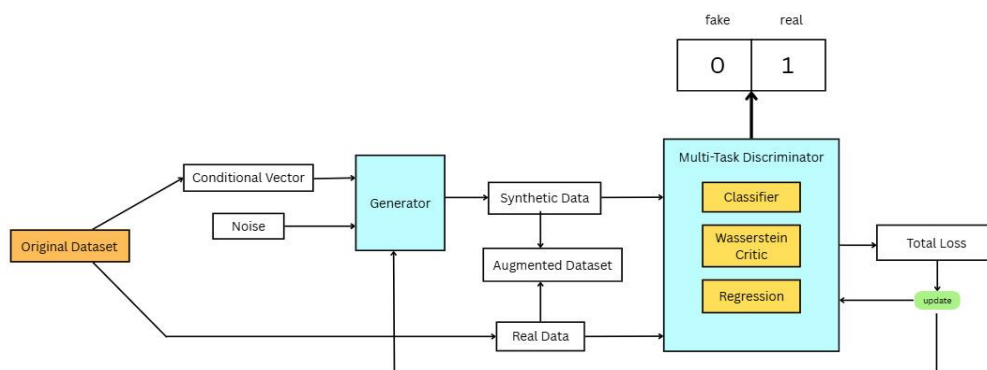 fake
real
0
1
Multi-Task Discriminator
Conditional Vector
Generator
Synthetic Data
Classifier
Noise
Original Dataset
Wasserstein
Critic
Total Loss
Augmented Dataset
Regression
update
Real Data